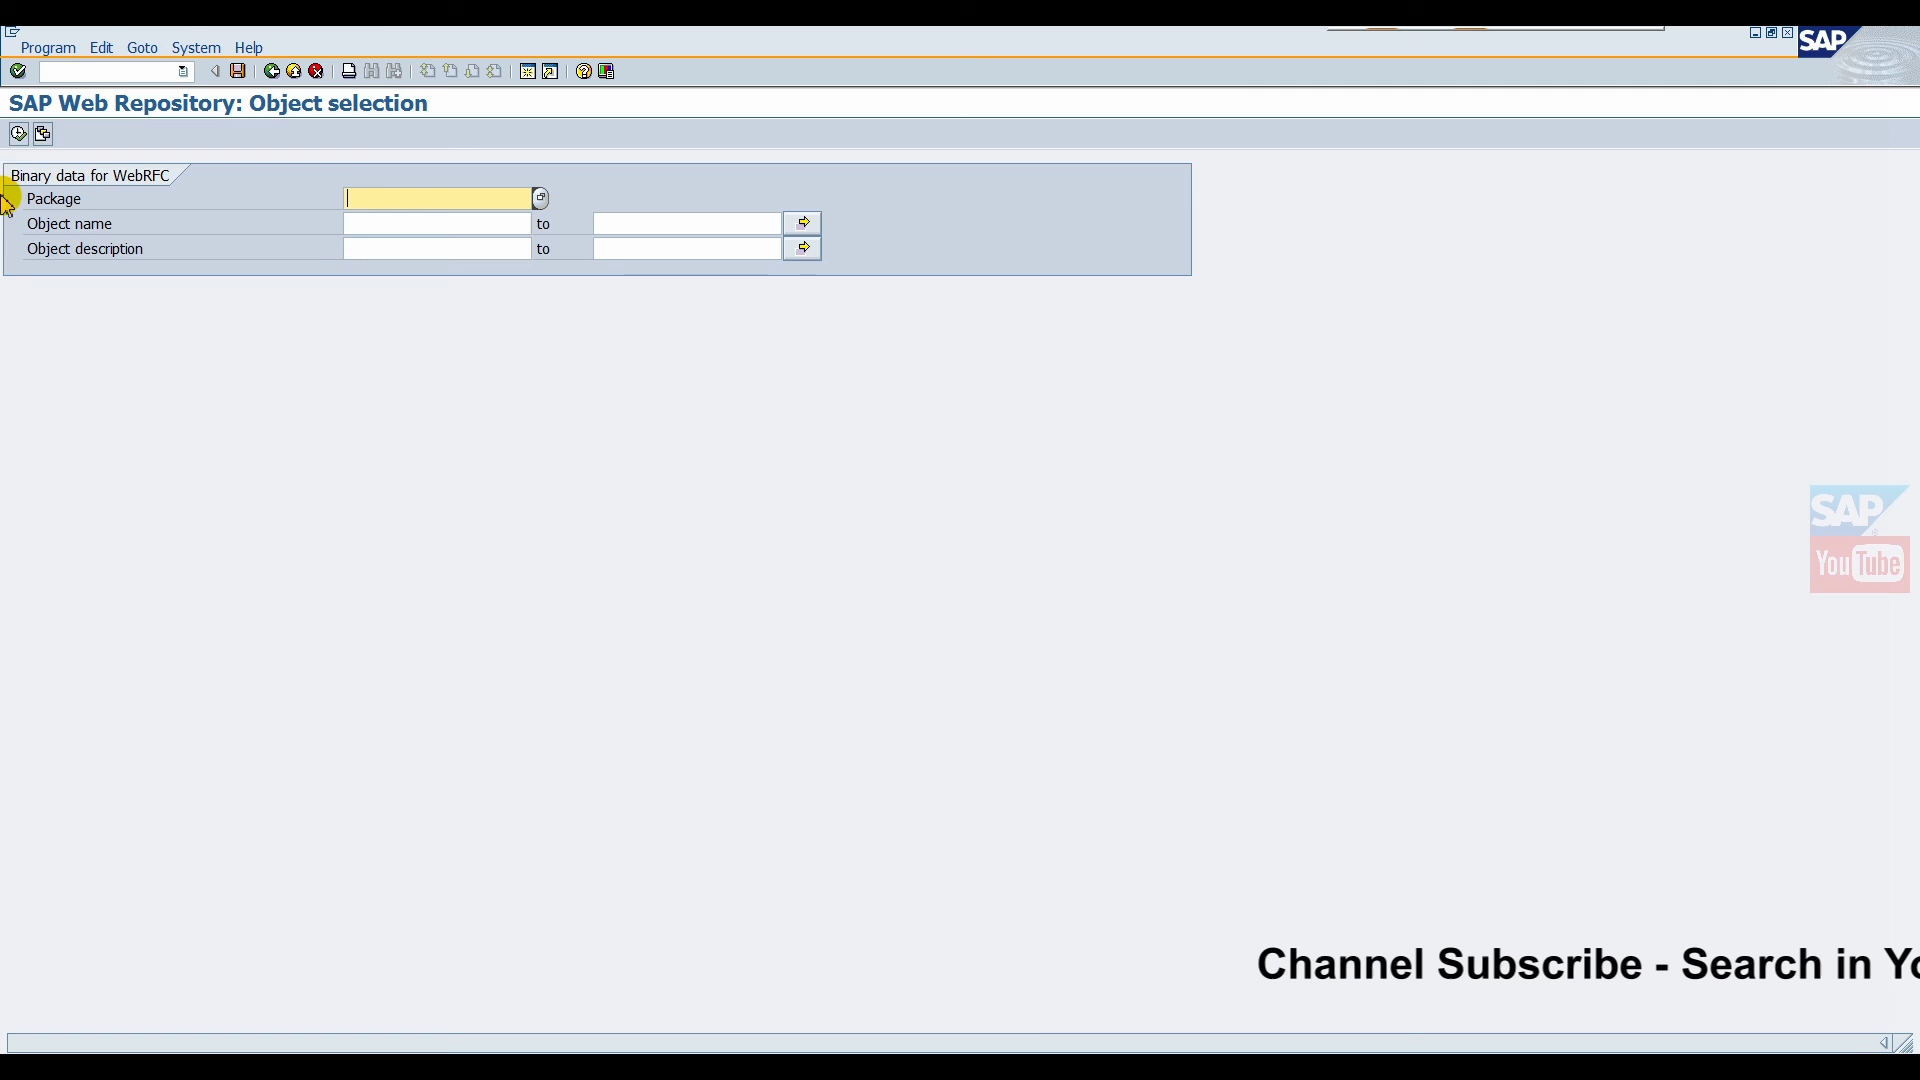 Program Edit Goto System Help
SAP
SAP Web Repository: Object selection
Binary data for WebRFC
Package
Object name to
Object description to
SAP
YouTube
Channel Subscribe - Search in Yo